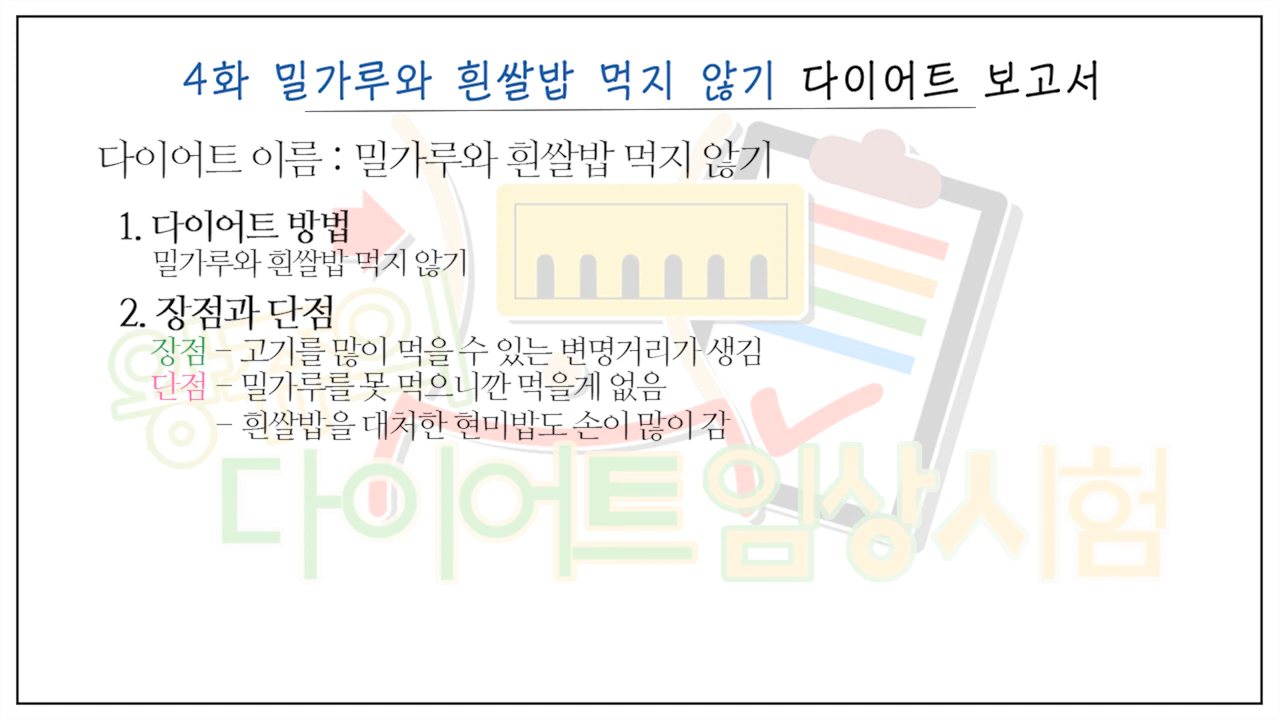 4화 밀가루와 흰쌀밥 먹지 않기 다이어트 보고서
다이어트 이름 : 밀가루와 흰쌀밥 먹지 않기
1. 다이어트 방법
밀가루와 흰쌀밥 먹지 않기
2. 장점과 단점
장점 - 고기를 많이 먹을 수 있는 변명거리가 생김
단점 - 밀가루를 못 먹으니깐 먹을게 없음
- 흰쌀밥을 대처한 현미밥도 손이 많이 감
다이어트임상시험